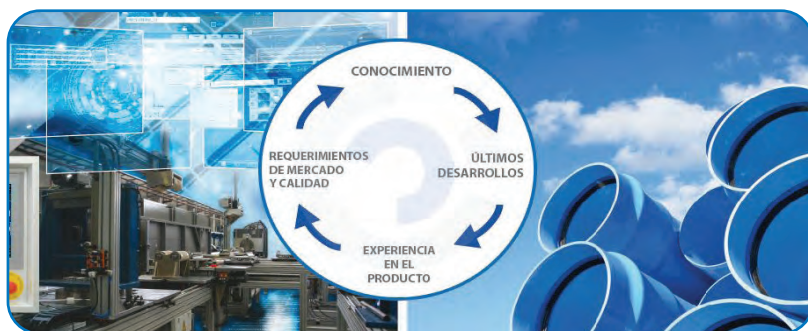 CONOCIMIENTO
ÚLTIMOS
DESARROLLOS
EXPERIENCIA
EN EL
PRODUCTO
REQUERIMIENTOS
DE MERCADO
Y CALIDAD